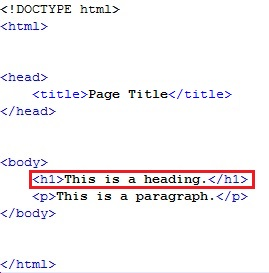 <!DOCTYPE html>
<html>
<head>
<title>Page Title</title>
</head>
<body>
<h1>This is a heading.</h1>
<p>This is a paragraph.</p>
</body>
</html>